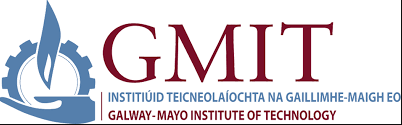 GMIT
INSTITIÚID TEICNEOLAÍOCHTA NA GAILLIMHE-MAIGH EO
GALWAY-MAYO INSTITUTE OF TECHNOLOGY